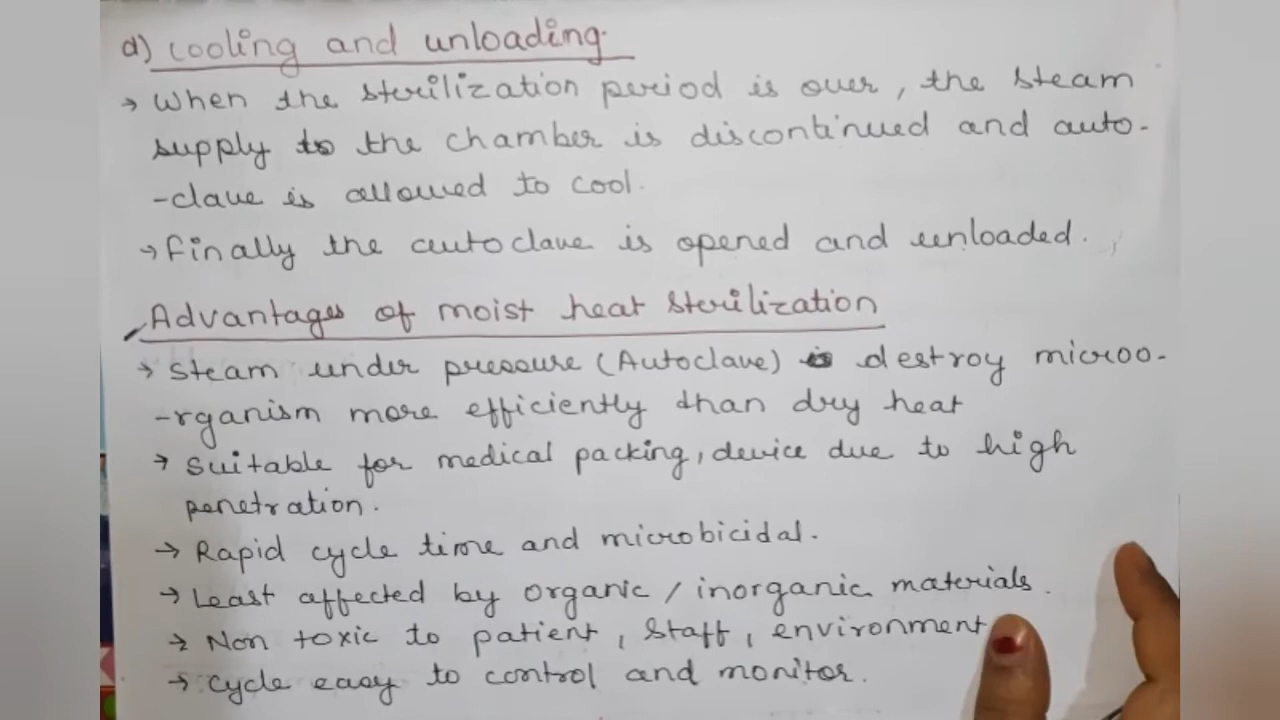 d) cooling and unloading.
→ When the sterilization period is over, the steam
supply to the chamber is discontinued and auto-
-clave is allowed to cool.
→ Finally the autoclave is opened and unloaded.
Advantages of moist heat sterilization
→ Steam under pressure (Autoclave) destroy microo-
-rganism more efficiently than dry heat
→ suitable for medical packing, device due to high
penetration.
→ Rapid cycle time and microbicidal.
→ Least affected by organic / inorganic materials.
→ Non toxic to patient, Staff, environment
→ cycle easy to control and monitor.